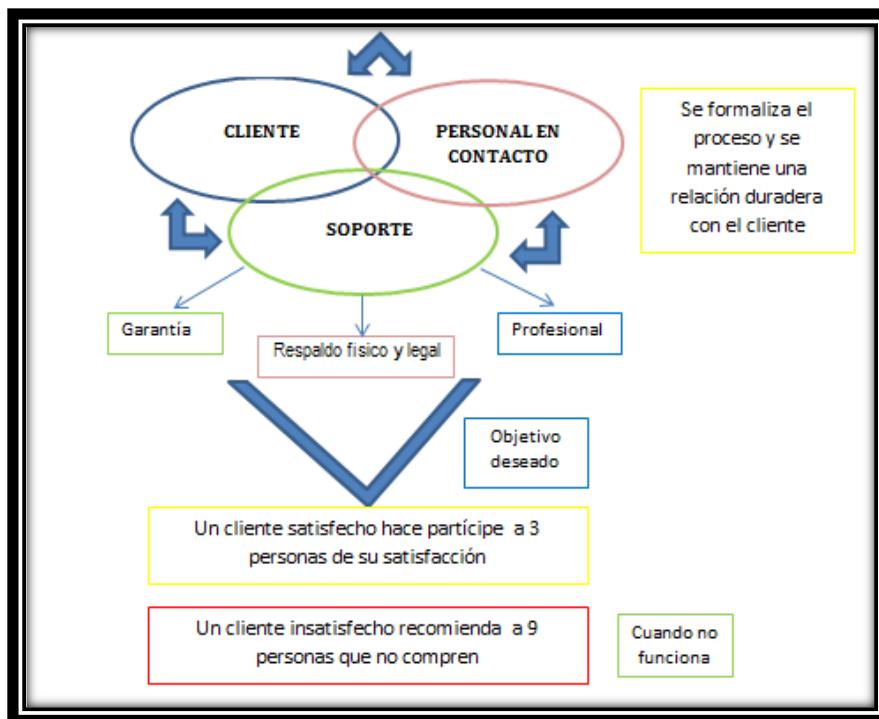 CLIENTE
PERSONAL EN
CONTACTO
SOPORTE
Se formaliza el
proceso y se
mantiene una
relación duradera
con el cliente
Garantía
Respaldo físico y legal
Profesional
Objetivo
deseado
Un cliente satisfecho hace partícipe a 3
personas de su satisfacción
Un cliente insatisfecho recomienda a 9
personas que no compren
Cuando no
funciona